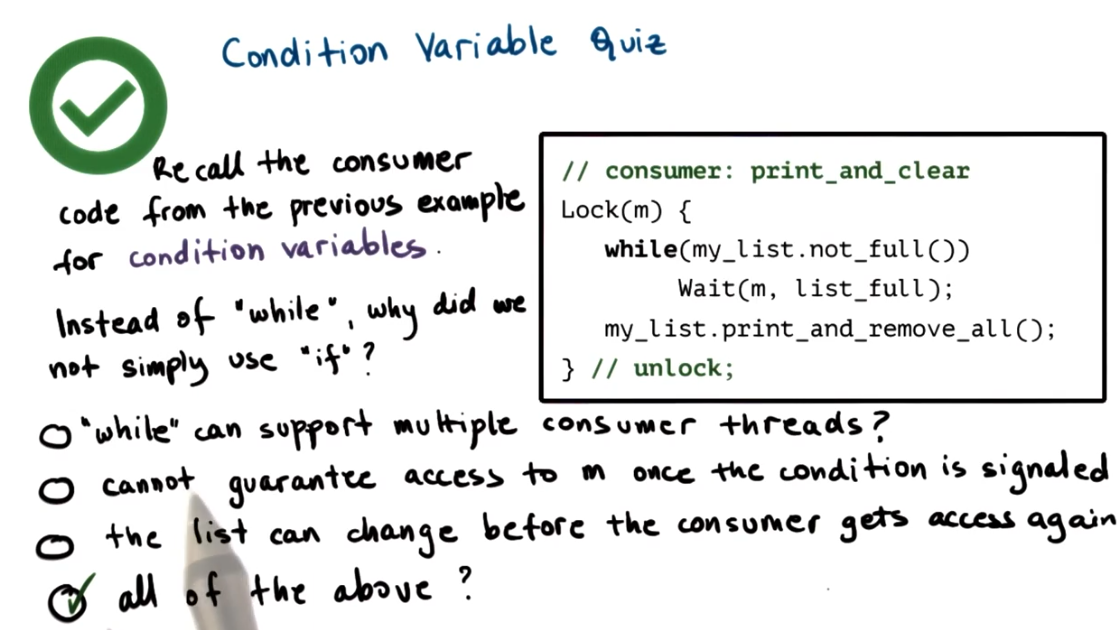 Condition Variable Quiz
Recall the consumer
code from the previous example
for condition variables.
Instead of "while", why did we
not simply use "if"?
// consumer: print_and_clear
Lock(m) {
while(my_list.not_full())
Wait(m, list_full);
my_list.print_and_remove_all();
} // unlock;
"while" can support multiple consumer threads?
cannot guarantee access to m once the condition is signaled
the list can change before the consumer gets access again
all of the above?